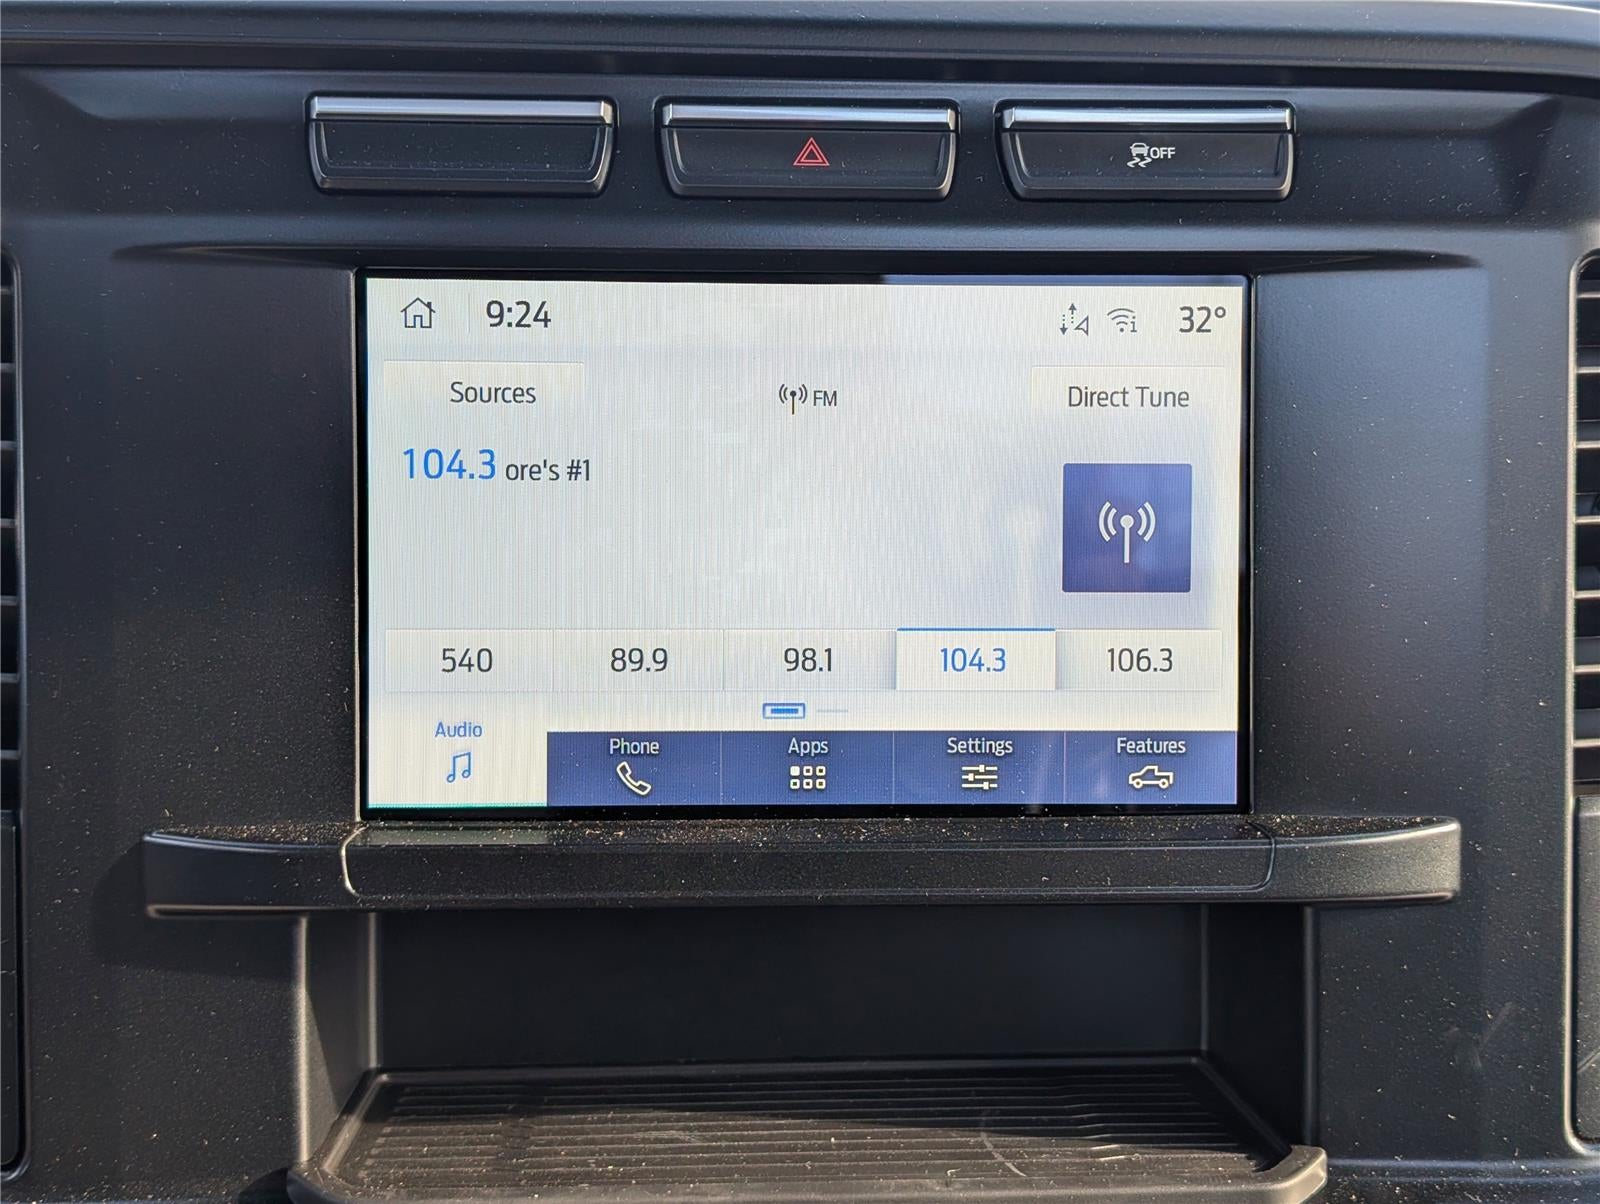 OFF
9:24
32°
Sources
FM
Direct Tune
104.3 ore's #1
540 89.9 98.1 104.3 106.3
Audio
Phone
Apps
Settings
Features